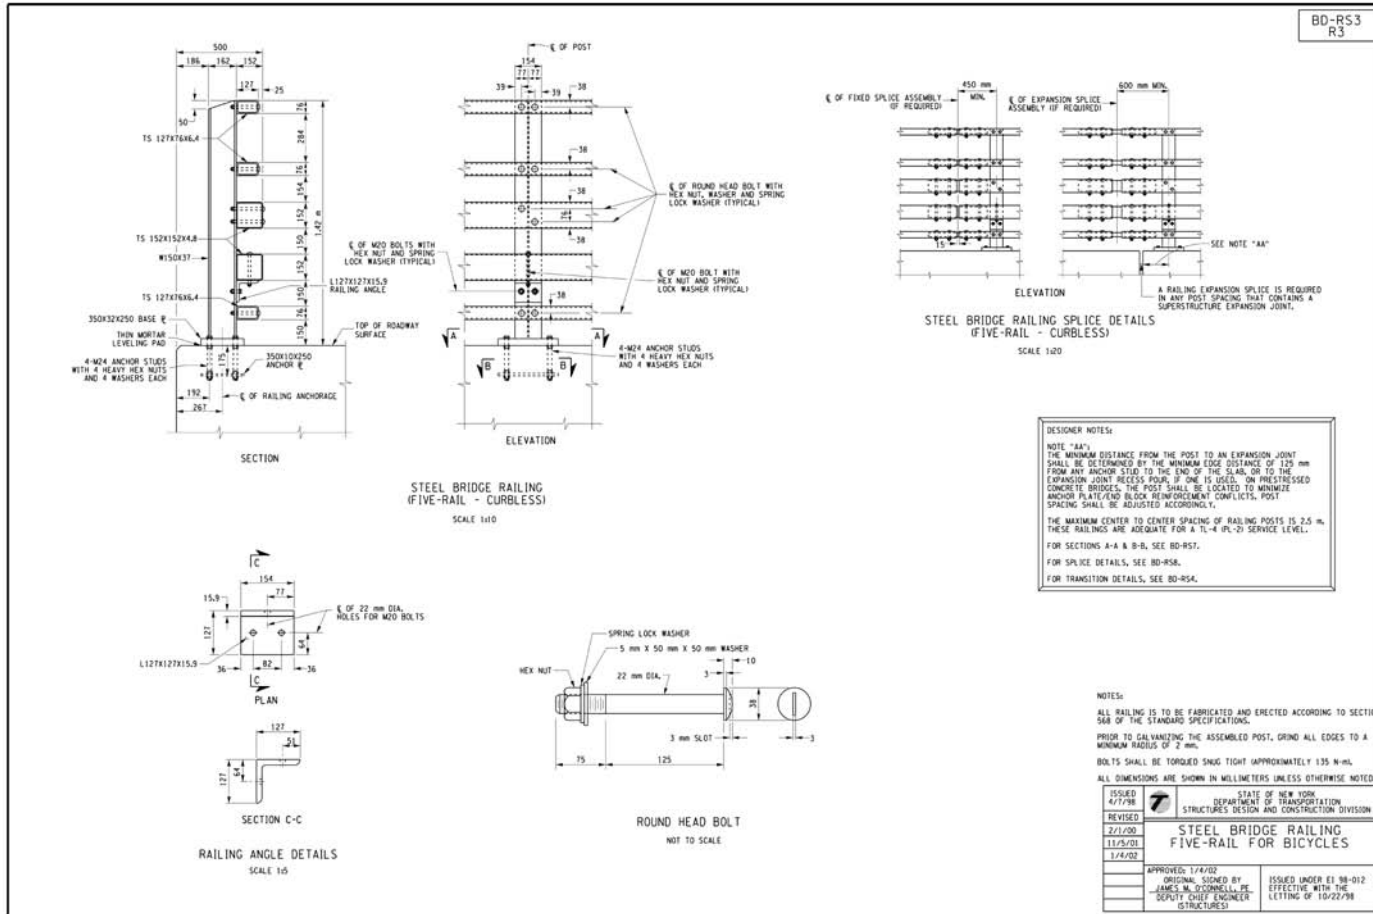 BD-RS3
R3
500
186
162
152
127
25
50
76
TS 127X76X6.4
284
76
154
152
1.42 m
TS 152X152X4.8
150
W150X37
152
L127X127X15.9
RAILING ANGLE
150
TS 127X76X6.4
76
350X32X250 BASE ℄
150
THIN MORTAR
LEVELING PAD
TOP OF ROADWAY
SURFACE
4-M24 ANCHOR STUDS
WITH 4 HEAVY HEX NUTS
AND 4 WASHERS EACH
175
350X10X250
ANCHOR ℄
192
℄ OF RAILING ANCHORAGE
267
SECTION
℄ OF POST
154
77
77
39
39
38
38
38
76
38
℄ OF ROUND HEAD BOLT WITH
HEX NUT, WASHER AND SPRING
LOCK WASHER (TYPICAL)
℄ OF M20 BOLTS WITH
HEX NUT AND SPRING
LOCK WASHER (TYPICAL)
℄ OF M20 BOLT WITH
HEX NUT AND SPRING
LOCK WASHER (TYPICAL)
38
A
A
B
B
4-M24 ANCHOR STUDS
WITH 4 HEAVY HEX NUTS
AND 4 WASHERS EACH
ELEVATION
STEEL BRIDGE RAILING
(FIVE-RAIL - CURBLESS)
SCALE 1:10
450 mm
MIN.
600 mm MIN.
℄ OF FIXED SPLICE ASSEMBLY
(IF REQUIRED)
℄ OF EXPANSION SPLICE
ASSEMBLY (IF REQUIRED)
15
SEE NOTE "AA"
ELEVATION
A RAILING EXPANSION SPLICE IS REQUIRED
IN ANY POST SPACING THAT CONTAINS A
SUPERSTRUCTURE EXPANSION JOINT.
STEEL BRIDGE RAILING SPLICE DETAILS
(FIVE-RAIL - CURBLESS)
SCALE 1:20
DESIGNER NOTES:
NOTE "AA":
THE MINIMUM DISTANCE FROM THE POST TO AN EXPANSION JOINT
SHALL BE DETERMINED BY THE MINIMUM EDGE DISTANCE OF 125 mm
FROM ANY ANCHOR STUD TO THE END OF THE SLAB, OR TO THE
EXPANSION JOINT RECESS POUR, IF ONE IS USED. ON PRESTRESSED
CONCRETE BRIDGES, THE POST SHALL BE LOCATED TO MINIMIZE
ANCHOR PLATE/END BLOCK REINFORCEMENT CONFLICTS. POST
SPACING SHALL BE ADJUSTED ACCORDINGLY.
THE MAXIMUM CENTER TO CENTER SPACING OF RAILING POSTS IS 2.5 m.
THESE RAILINGS ARE ADEQUATE FOR A TL-4 (PL-2) SERVICE LEVEL.
FOR SECTIONS A-A & B-B, SEE BD-RS7.
FOR SPLICE DETAILS, SEE BD-RS8.
FOR TRANSITION DETAILS, SEE BD-RS4.
C
154
77
15.9
℄ OF 22 mm DIA.
HOLES FOR M20 BOLTS
127
64
L127X127X15.9
36
82
36
C
PLAN
127
51
64
127
SECTION C-C
RAILING ANGLE DETAILS
SCALE 1:5
SPRING LOCK WASHER
5 mm X 50 mm X 50 mm WASHER
HEX NUT
22 mm DIA.
10
3
38
3 mm SLOT
3
75
125
ROUND HEAD BOLT
NOT TO SCALE
NOTES:
ALL RAILING IS TO BE FABRICATED AND ERECTED ACCORDING TO SECTIO
568 OF THE STANDARD SPECIFICATIONS.
PRIOR TO GALVANIZING THE ASSEMBLED POST, GRIND ALL EDGES TO A
MINIMUM RADIUS OF 2 mm.
BOLTS SHALL BE TORQUED SNUG TIGHT (APPROXIMATELY 135 N-m).
ALL DIMENSIONS ARE SHOWN IN MILLIMETERS UNLESS OTHERWISE NOTED
ISSUED
4/7/98
REVISED
2/1/00
11/5/01
1/4/02
STATE OF NEW YORK
DEPARTMENT OF TRANSPORTATION
STRUCTURES DESIGN AND CONSTRUCTION DIVISION
STEEL BRIDGE RAILING
FIVE-RAIL FOR BICYCLES
APPROVED: 1/4/02
ORIGINAL SIGNED BY
JAMES M. O'CONNELL, PE
DEPUTY CHIEF ENGINEER
(STRUCTURES)
ISSUED UNDER EI 98-012
EFFECTIVE WITH THE
LETTING OF 10/22/98